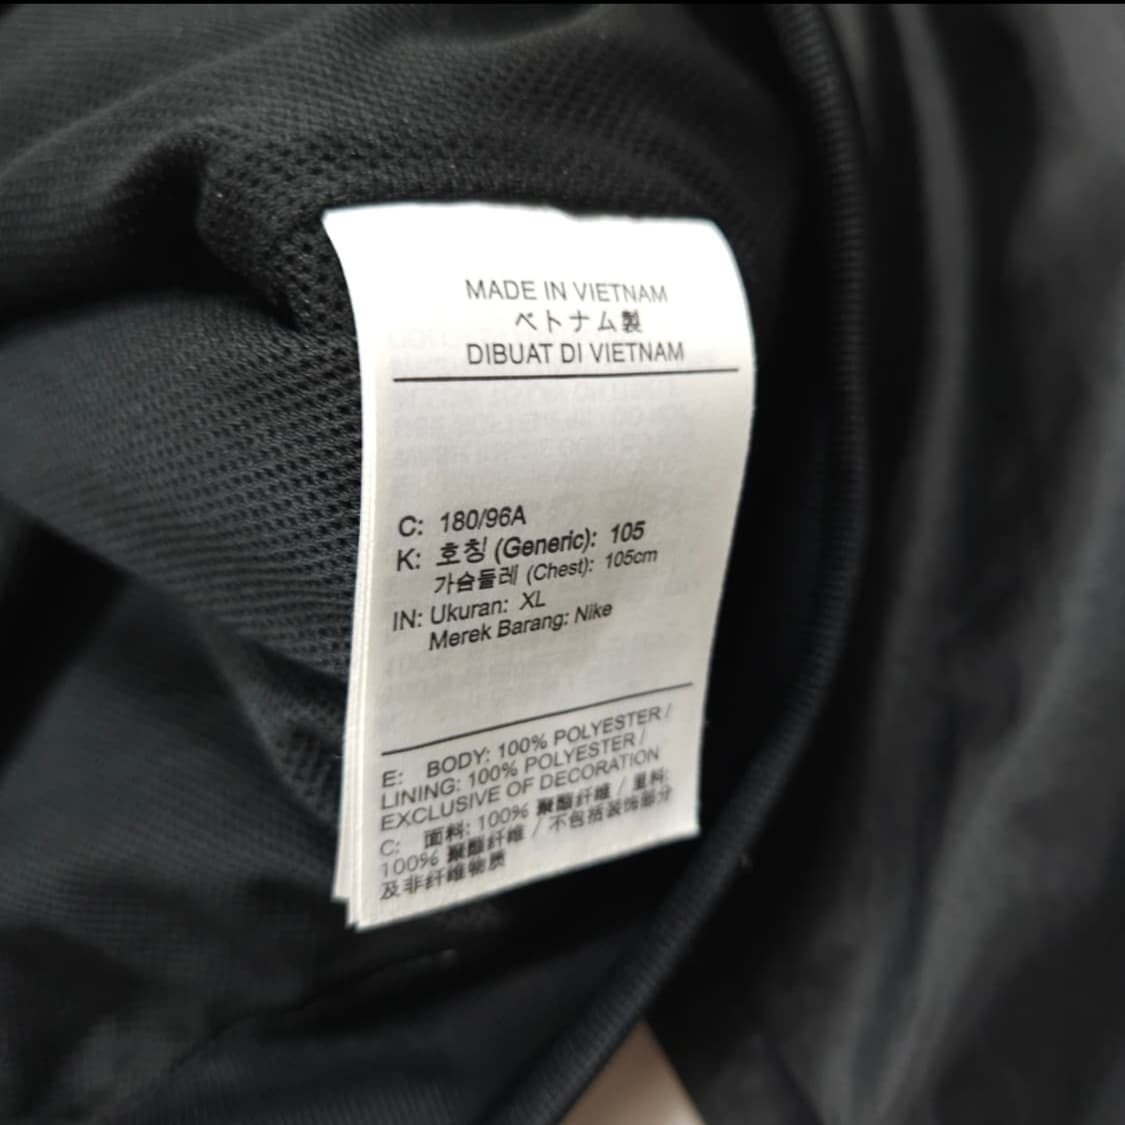 MADE IN VIETNAM
ベトナム製
DIBUAT DI VIETNAM
C: 180/96A
K: 호칭 (Generic): 105
가슴둘레 (Chest): 105cm
IN: Ukuran: XL
Merek Barang: Nike
E: BODY: 100% POLYESTER /
LINING: 100% POLYESTER /
EXCLUSIVE OF DECORATION
C: 面料: 100% 聚酯纤维 / 里料:
100% 聚酯纤维 / 不包括装饰部分
及非纤维物质